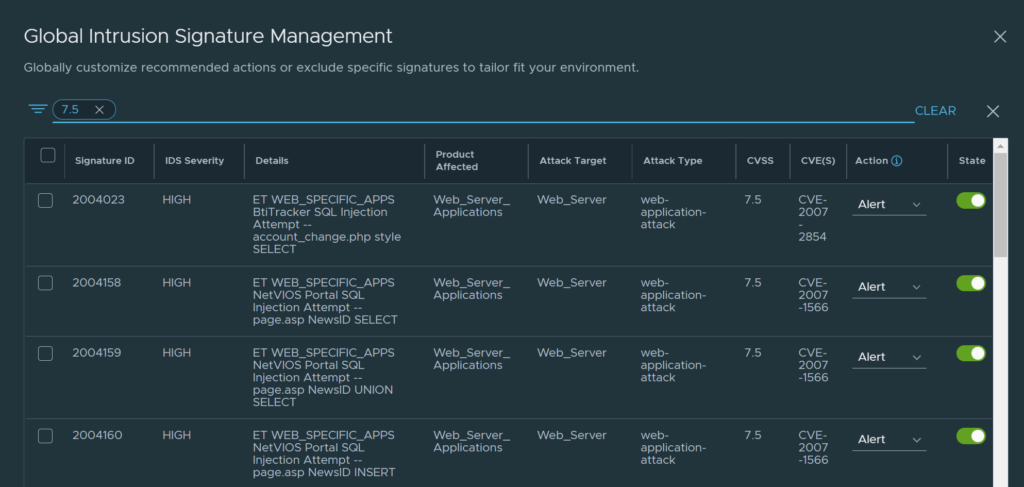 Global Intrusion Signature Management
Globally customize recommended actions or exclude specific signatures to tailor fit your environment.
7.5
CLEAR
Signature ID
IDS Severity
Details
Product
Affected
Attack Target
Attack Type
CVSS
CVE(S)
Action
State
2004023
HIGH
ET WEB_SPECIFIC_APPS
BtiTracker SQL Injection
Attempt --
account_change.php style
SELECT
Web_Server_
Applications
Web_Server
web-
application-
attack
7.5
CVE-
2007
-
2854
Alert
2004158
HIGH
ET WEB_SPECIFIC_APPS
NetVIOS Portal SQL
Injection Attempt --
page.asp NewsID SELECT
Web_Server_
Applications
Web_Server
web-
application-
attack
7.5
CVE-
2007
-1566
Alert
2004159
HIGH
ET WEB_SPECIFIC_APPS
NetVIOS Portal SQL
Injection Attempt --
page.asp NewsID UNION
SELECT
Web_Server_
Applications
Web_Server
web-
application-
attack
7.5
CVE-
2007
-1566
Alert
2004160
HIGH
ET WEB_SPECIFIC_APPS
NetVIOS Portal SQL
Injection Attempt --
page.asp NewsID INSERT
Web_Server_
Applications
Web_Server
web-
application-
attack
7.5
CVE-
2007
-1566
Alert